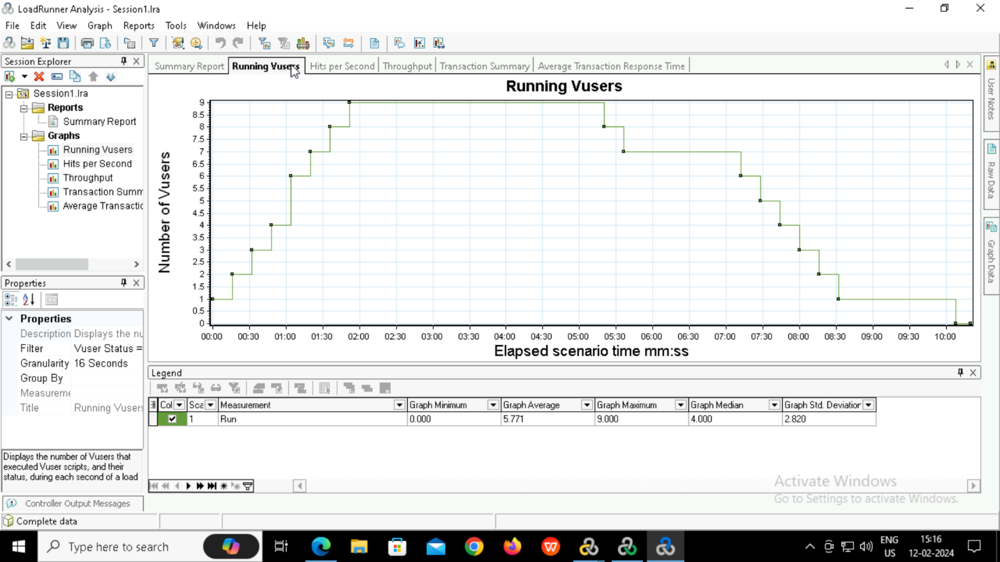 LoadRunner Analysis - Session1.lra
File Edit View Graph Reports Tools Windows Help
Session Explorer
Session1.lra
Reports
Summary Report
Graphs
Running Vusers
Hits per Second
Throughput
Transaction Summ
Average Transactic
Properties
Properties
Description Displays the nu
Filter Vuser Status =
Granularity 16 Seconds
Group By
Measureme
Title Running Vusers
Displays the number of Vusers that
executed Vuser scripts, and their
status, during each second of a load
Controller Output Messages
Complete data
Summary Report Running Vusers Hits per Second Throughput Transaction Summary Average Transaction Response Time
Running Vusers
Number of Vusers
9
8.5
8
7.5
7
6.5
6
5.5
5
4.5
4
3.5
3
2.5
2
1.5
1
0.5
0
00:00 00:30 01:00 01:30 02:00 02:30 03:00 03:30 04:00 04:30 05:00 05:30 06:00 06:30 07:00 07:30 08:00 08:30 09:00 09:30 10:00
Elapsed scenario time mm:ss
Legend
Col Sca Measurement Graph Minimum Graph Average Graph Maximum Graph Median Graph Std. Deviation
1 Run 0.000 5.771 9.000 4.000 2.820
User Notes
Raw Data
Graph Data
Activate Windows
Go to Settings to activate Windows.
Type here to search
ENG
US
15:16
12-02-2024